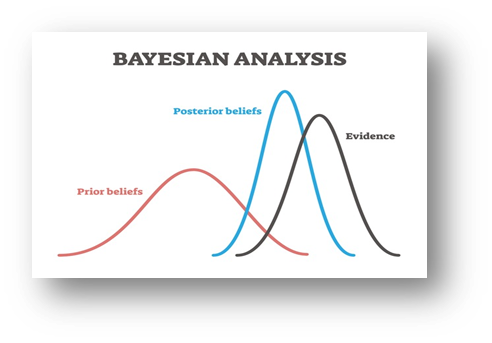 BAYESIAN ANALYSIS
Posterior beliefs
Evidence
Prior beliefs